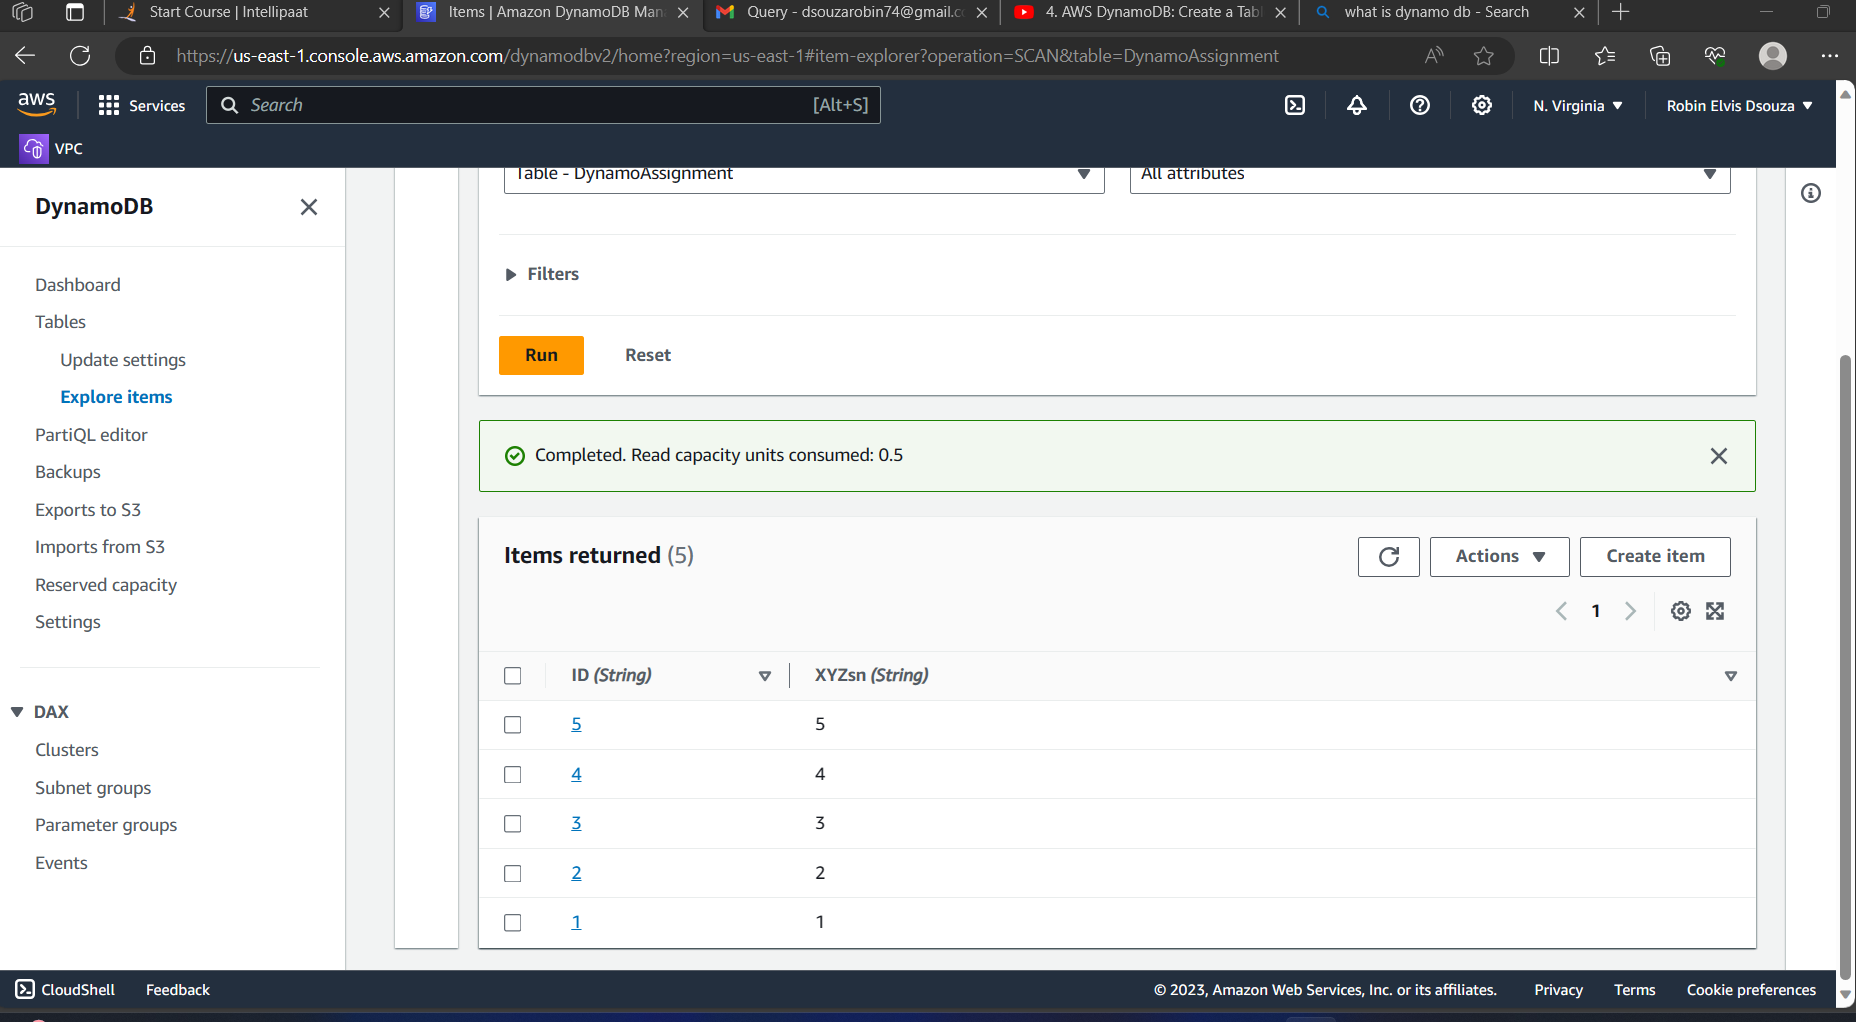 Start Course | Intellipaat
Items | Amazon DynamoDB Man
Query - dsouzarobin74@gmail.c
4. AWS DynamoDB: Create a Tabl
what is dynamo db - Search
https://us-east-1.console.aws.amazon.com/dynamodbv2/home?region=us-east-1#item-explorer?operation=SCAN&table=DynamoAssignment
aws
Services
Search
[Alt+S]
N. Virginia
Robin Elvis Dsouza
VPC
DynamoDB
Dashboard
Tables
Update settings
Explore items
PartiQL editor
Backups
Exports to S3
Imports from S3
Reserved capacity
Settings
DAX
Clusters
Subnet groups
Parameter groups
Events
Table - DynamoAssignment
All attributes
Filters
Run
Reset
Completed. Read capacity units consumed: 0.5
Items returned (5)
Actions
Create item
1
ID (String)
XYZsn (String)
5 5
4 4
3 3
2 2
1 1
CloudShell
Feedback
© 2023, Amazon Web Services, Inc. or its affiliates.
Privacy
Terms
Cookie preferences